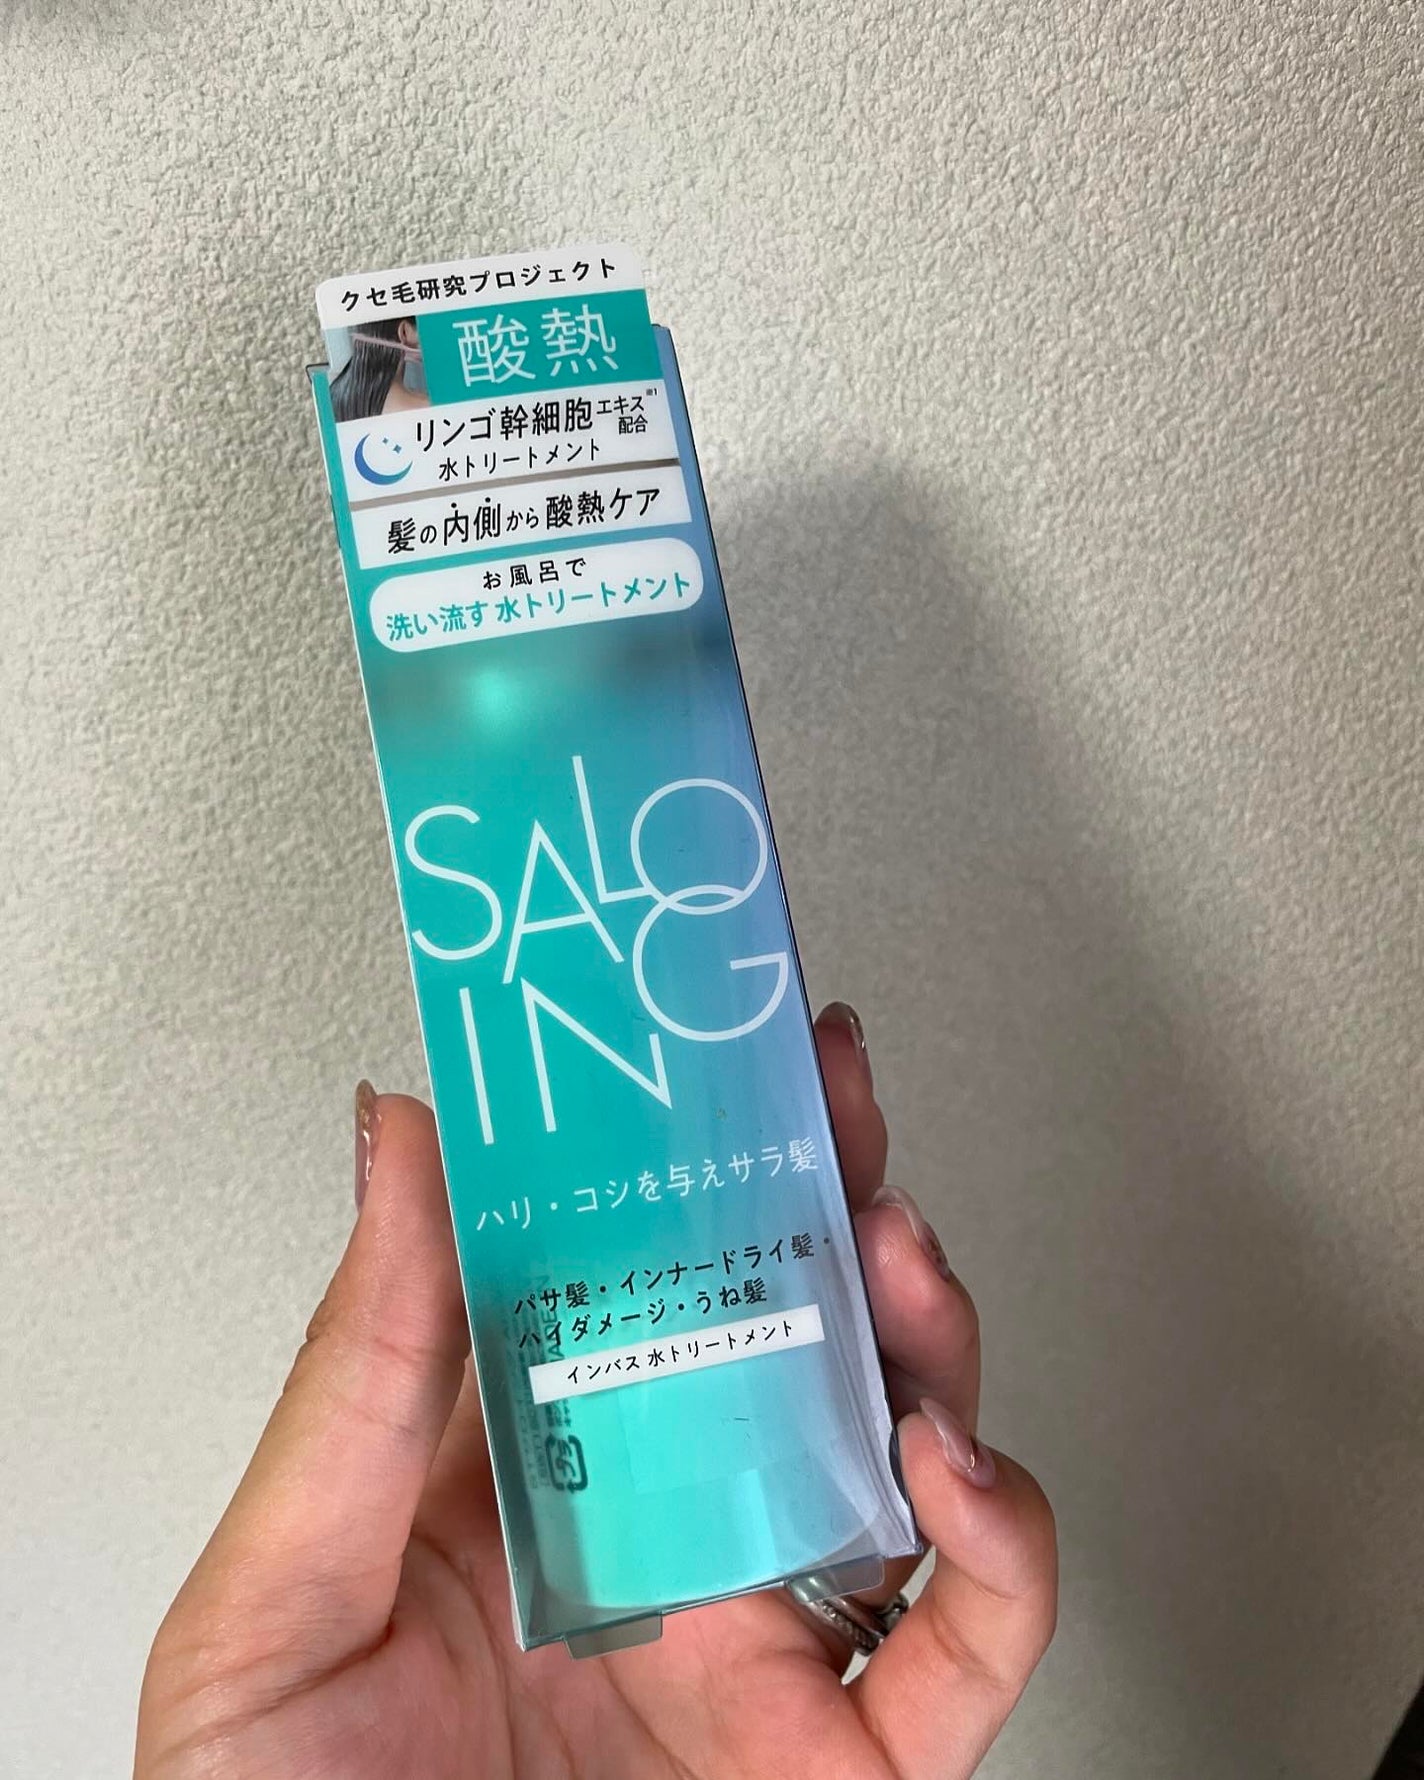 クセ毛研究プロジェクト
酸熱
リンゴ幹細胞エキス※1
配合
水トリートメント
髪の内側から酸熱ケア
お風呂で
洗い流す水トリートメント
SALO
ING
ハリ・コシを与えサラ髪
パサ髪・インナードライ髪・
ハイダメージ・うね髪
インバス 水トリートメント
プラ